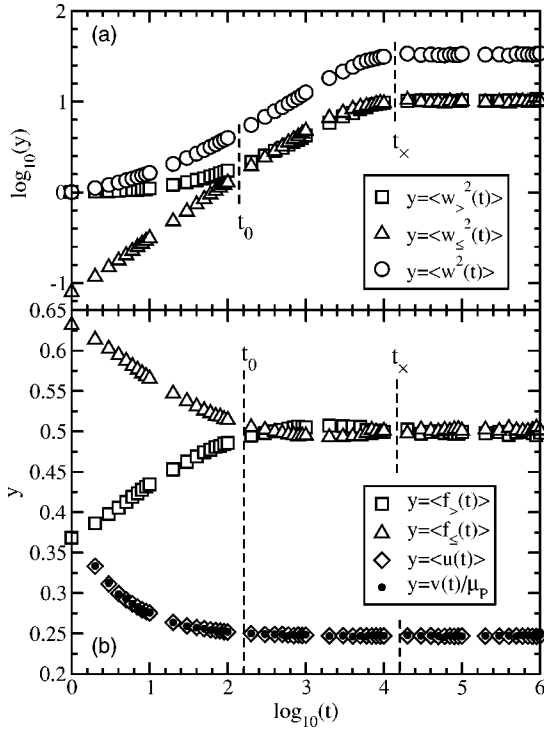 (a)
2
1
0
-1
log10(y)
t0
t×
y=<w>2(t)>
y=<w≤2(t)>
y=<w2(t)>
0.65
0.6
0.55
0.5
0.45
0.4
0.35
0.3
0.25
0.2
y
t0
t×
y=<f>(t)>
y=<f≤(t)>
y=<u(t)>
y=v(t)/μP
(b)
0 1 2 3 4 5 6
log10(t)